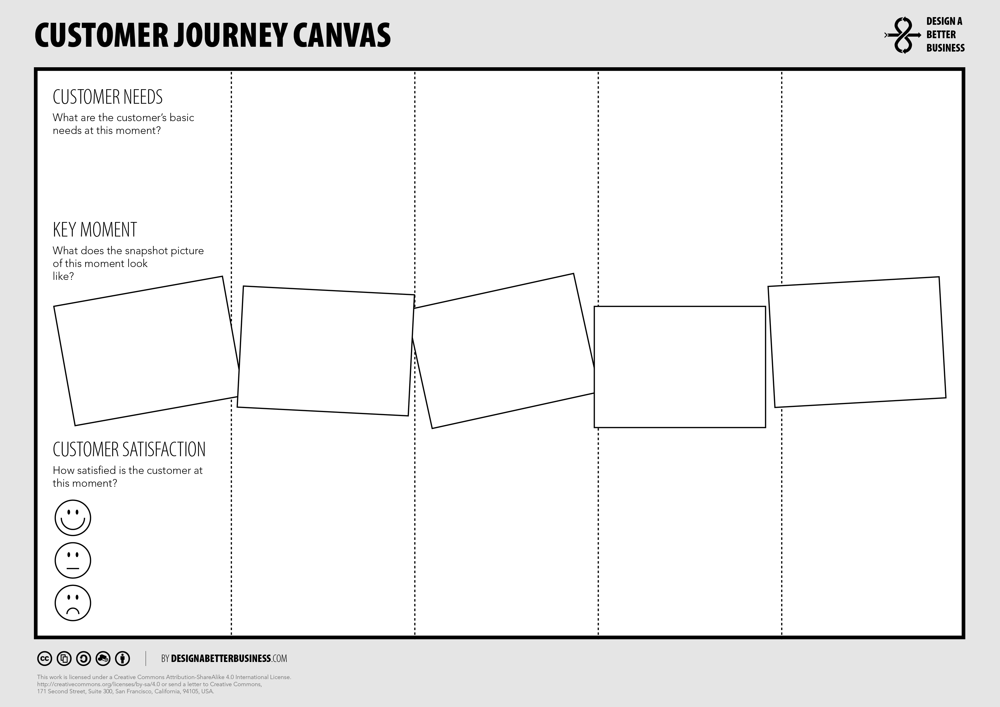 CUSTOMER JOURNEY CANVAS
DESIGN A
BETTER
BUSINESS
CUSTOMER NEEDS
What are the customer’s basic
needs at this moment?
KEY MOMENT
What does the snapshot picture
of this moment look
like?
CUSTOMER SATISFACTION
How satisfied is the customer at
this moment?
cc
BY DESIGNABETTERBUSINESS.COM
This work is licensed under a Creative Commons Attribution-ShareAlike 4.0 International License.
http://creativecommons.org/licenses/by-sa/4.0 or send a letter to Creative Commons,
171 Second Street, Suite 300, San Francisco, California, 94105, USA.